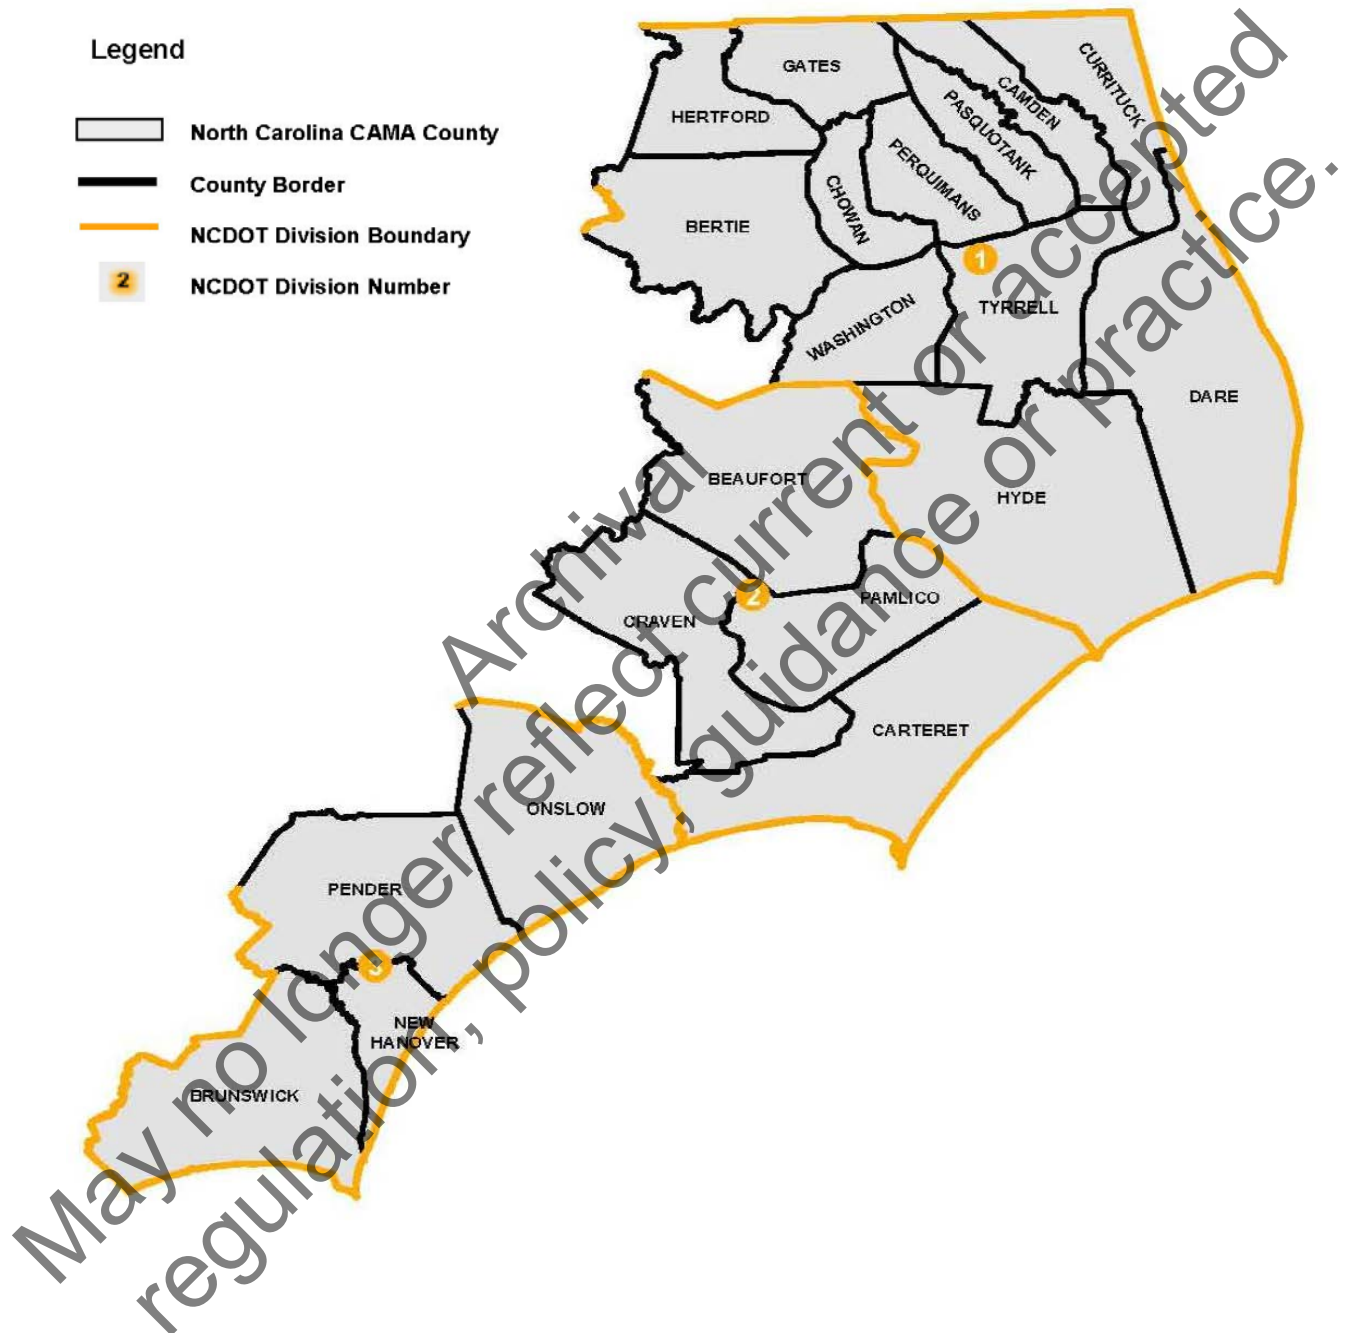 Legend
North Carolina CAMA County
County Border
NCDOT Division Boundary
2
NCDOT Division Number
GATES
HERTFORD
CURRITUCK
CAMDEN
PASQUOTANK
PERQUIMANS
CHOWAN
BERTIE
1
TYRRELL
WASHINGTON
DARE
BEAUFORT
HYDE
2
PAMLICO
CRAVEN
CARTERET
ONSLOW
PENDER
3
NEW
HANOVER
BRUNSWICK
Archival
May no longer reflect current or accepted
regulation, policy, guidance or practice.